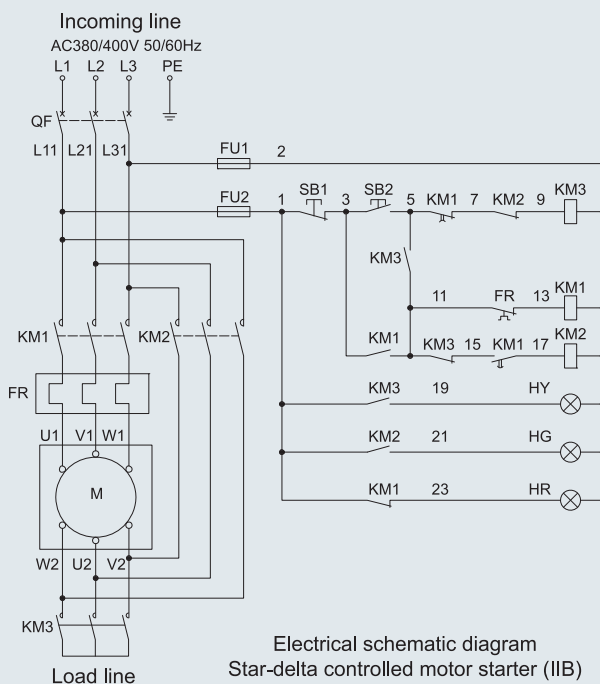 Incoming line
AC380/400V 50/60Hz
L1 L2 L3 PE
QF
L11 L21 L31
FU1 2
FU2 1 SB1 3 SB2 5 KM1 7 KM2 9 KM3
KM3
11 FR 13 KM1
KM1 KM2
KM1 KM3 15 KM1 17 KM2
FR
KM3 19 HY
U1 V1 W1
KM2 21 HG
M
KM1 23 HR
W2 U2 V2
KM3
Load line
Electrical schematic diagram
Star-delta controlled motor starter (IIB)